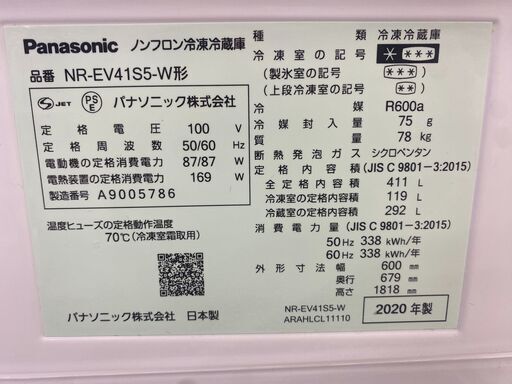 Panasonic ノンフロン冷凍冷蔵庫
品番 NR-EV41S5-W形
S JET PS E パナソニック株式会社
定格電圧 100 V
定格周波数 50/60 Hz
電動機の定格消費電力 87/87 W
電熱装置の定格消費電力 169 W
製造番号 A9005786
温度ヒューズの定格動作温度
70℃(冷凍室霜取用)
パナソニック株式会社 日本製
種類 冷凍冷蔵庫
冷凍室の記号 * ***
(製氷室の記号) ***
(上段冷凍室の記号) **
冷媒 R600a
冷媒封入量 75 g
質量 78 kg
断熱発泡ガス シクロペンタン
定格内容積(JIS C 9801-3:2015)
全定格内容積 411 L
冷凍室の定格内容積 119 L
冷蔵室の定格内容積 292 L
消費電力量(JIS C 9801-3:2015)
50 Hz 338 kWh/年
60 Hz 338 kWh/年
外形寸法 幅 600 mm
奥行 679 mm
高さ 1818 mm
NR-EV41S5-W
ARAHLCL11110
2020年製